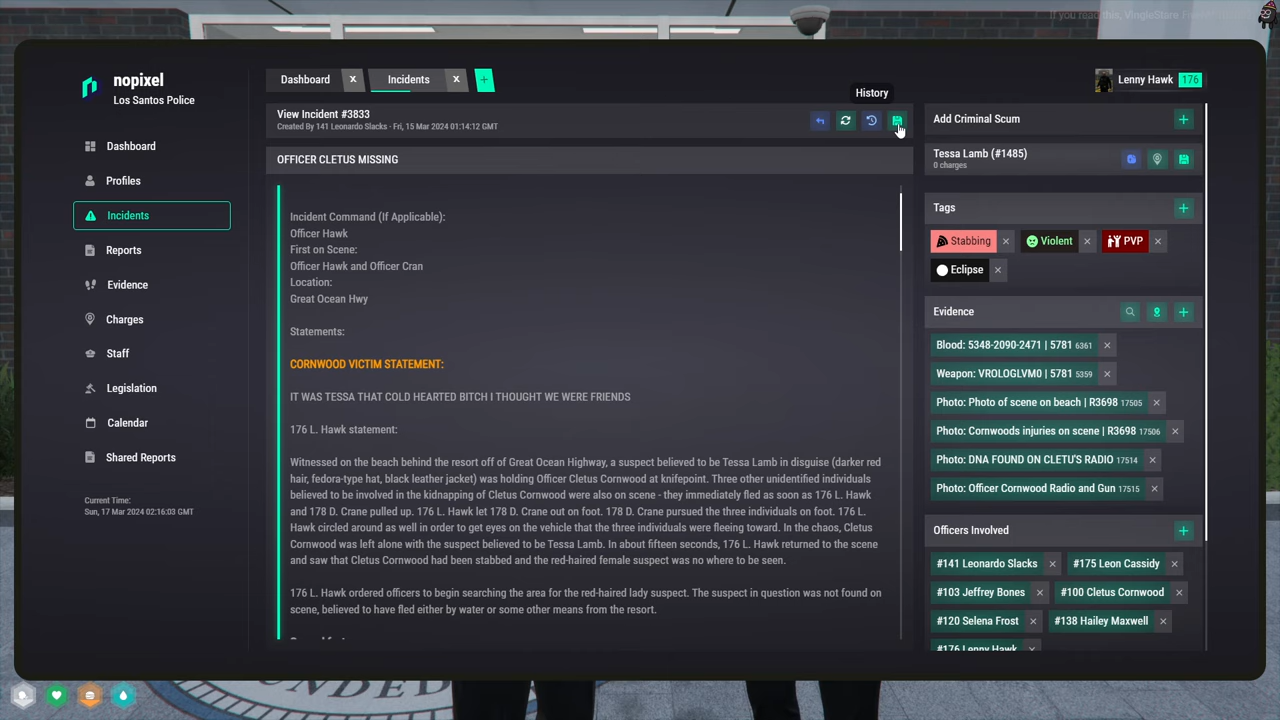 If you read this, VingleStore
nopixel
Los Santos Police
Dashboard
Profiles
Incidents
Reports
Evidence
Charges
Staff
Legislation
Calendar
Shared Reports
Current Time:
Sun, 17 Mar 2024 02:16:03 GMT
Dashboard x Incidents x +
History
Lenny Hawk 176
View Incident #3833
Created By 141 Leonardo Slacks - Fri, 15 Mar 2024 01:14:12 GMT
OFFICER CLETUS MISSING
Incident Command (If Applicable):
Officer Hawk
First on Scene:
Officer Hawk and Officer Cran
Location:
Great Ocean Hwy
Statements:
CORNWOOD VICTIM STATEMENT:
IT WAS TESSA THAT COLD HEARTED BITCH I THOUGHT WE WERE FRIENDS
176 L. Hawk statement:
Witnessed on the beach behind the resort off of Great Ocean Highway, a suspect believed to be Tessa Lamb in disguise (darker red
hair, fedora-type hat, black leather jacket) was holding Officer Cletus Cornwood at knifepoint. Three other unidentified individuals
believed to be involved in the kidnapping of Cletus Cornwood were also on scene - they immediately fled as soon as 176 L. Hawk
and 178 D. Crane pulled up. 176 L. Hawk let 178 D. Crane out on foot. 178 D. Crane pursued the three individuals on foot. 176 L.
Hawk circled around as well in order to get eyes on the vehicle that the three individuals were fleeing toward. In the chaos, Cletus
Cornwood was left alone with the suspect believed to be Tessa Lamb. In about fifteen seconds, 176 L. Hawk returned to the scene
and saw that Cletus Cornwood had been stabbed and the red-haired female suspect was no where to be seen.
176 L. Hawk ordered officers to begin searching the area for the red-haired lady suspect. The suspect in question was not found on
scene, believed to have fled either by water or some other means from the resort.
Add Criminal Scum +
Tessa Lamb (#1485)
0 charges
Tags +
Stabbing x Violent x PVP x
Eclipse x
Evidence +
Blood: 5348-2090-2471 | 5781 6361 x
Weapon: VROLOGLVM0 | 5781 5359 x
Photo: Photo of scene on beach | R3698 17505 x
Photo: Cornwoods injuries on scene | R3698 17506 x
Photo: DNA FOUND ON CLETU'S RADIO 17514 x
Photo: Officer Cornwood Radio and Gun 17515 x
Officers Involved +
#141 Leonardo Slacks x #175 Leon Cassidy x
#103 Jeffrey Bones x #100 Cletus Cornwood x
#120 Selena Frost x #138 Hailey Maxwell x
#176 Lenny Hawk x